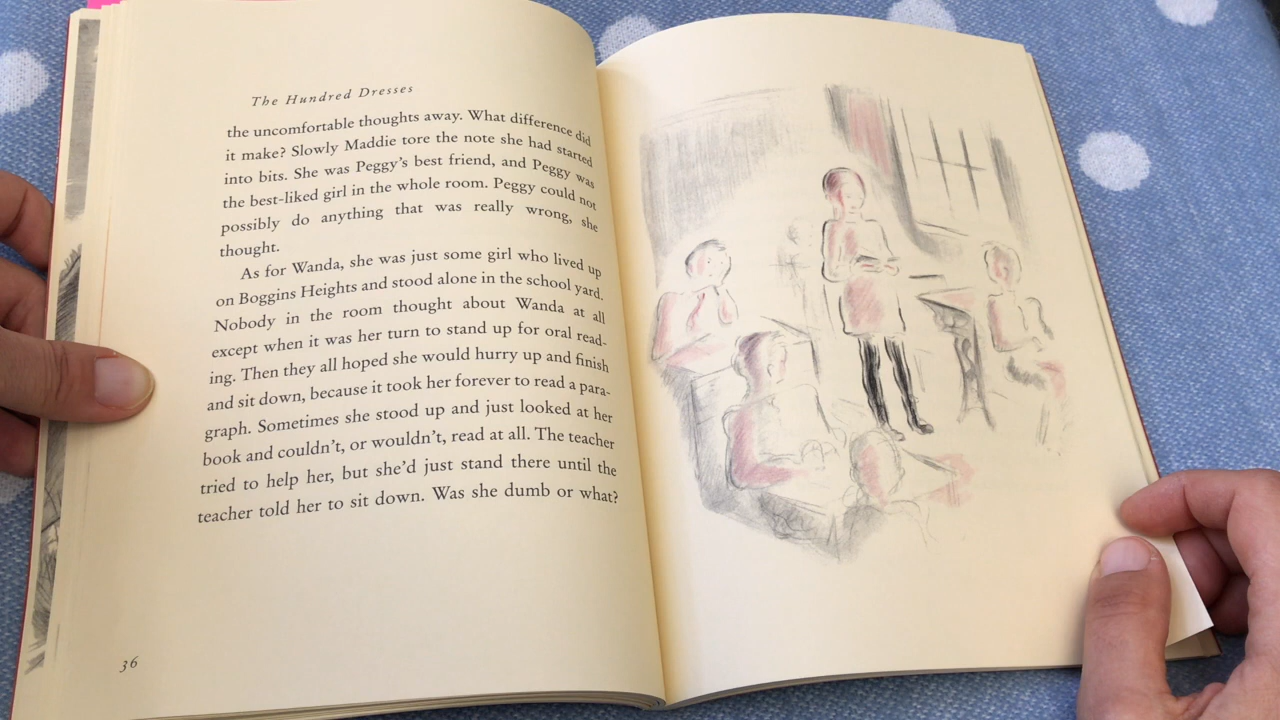 The Hundred Dresses
the uncomfortable thoughts away. What difference did
it make? Slowly Maddie tore the note she had started
into bits. She was Peggy's best friend, and Peggy was
the best-liked girl in the whole room. Peggy could not
possibly do anything that was really wrong, she
thought.
As for Wanda, she was just some girl who lived up
on Boggins Heights and stood alone in the school yard.
Nobody in the room thought about Wanda at all
except when it was her turn to stand up for oral read-
ing. Then they all hoped she would hurry up and finish
and sit down, because it took her forever to read a para-
graph. Sometimes she stood up and just looked at her
book and couldn't, or wouldn't, read at all. The teacher
tried to help her, but she'd just stand there until the
teacher told her to sit down. Was she dumb or what?
36